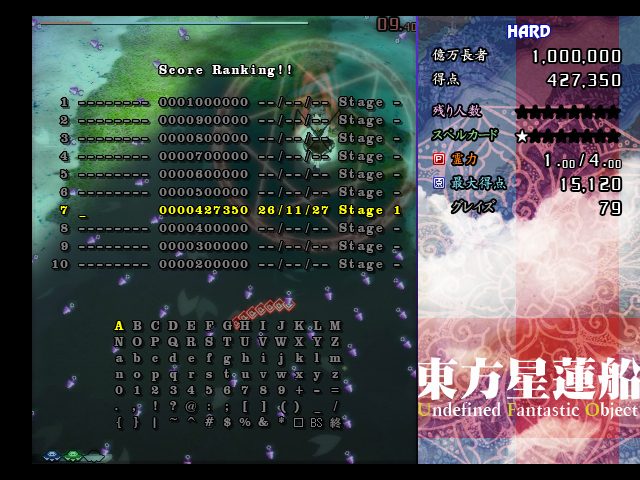 09.40
Score Ranking!!
1 -------- 0001000000 --/--/-- Stage -
2 -------- 0000900000 --/--/-- Stage -
3 -------- 0000800000 --/--/-- Stage -
4 -------- 0000700000 --/--/-- Stage -
5 -------- 0000600000 --/--/-- Stage -
6 -------- 0000500000 --/--/-- Stage -
7 _ 0000427350 26/11/27 Stage 1
8 -------- 0000400000 --/--/-- Stage -
9 -------- 0000300000 --/--/-- Stage -
10 -------- 0000200000 --/--/-- Stage -
A B C D E F G H I J K L M
N O P Q R S T U V W X Y Z
a b c d e f g h i j k l m
n o p q r s t u v w x y z
0 1 2 3 4 5 6 7 8 9 + - =
. , ! ? @ : ; [ ] ( ) _ /
{ } | ~ ^ # $ % & * □ BS 終
HARD
億万長者 1,000,000
得点 427,350
残り人数
スペルカード ★
P 霊力 1.00/4.00
点 最大得点 15,120
グレイズ 79
東方星蓮船
Undefined Fantastic Object